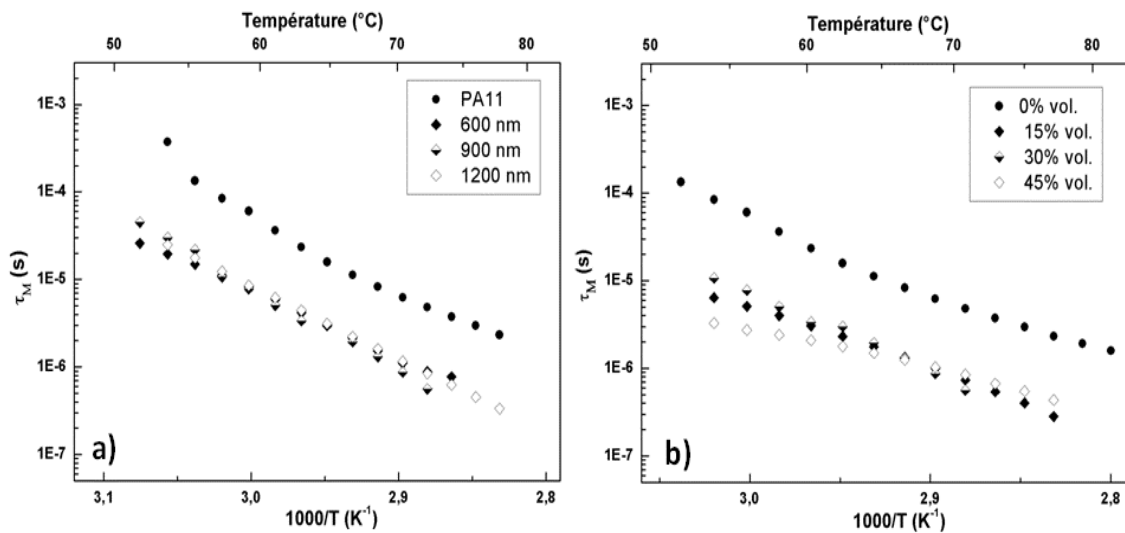 Température (°C)
50 60 70 80
1E-3
1E-4
1E-5
1E-6
1E-7
τM (s)
PA11
600 nm
900 nm
1200 nm
a)
3,1 3,0 2,9 2,8
1000/T (K-1)
Température (°C)
50 60 70 80
1E-3
1E-4
1E-5
1E-6
1E-7
τM (s)
0% vol.
15% vol.
30% vol.
45% vol.
b)
3,0 2,9 2,8
1000/T (K-1)